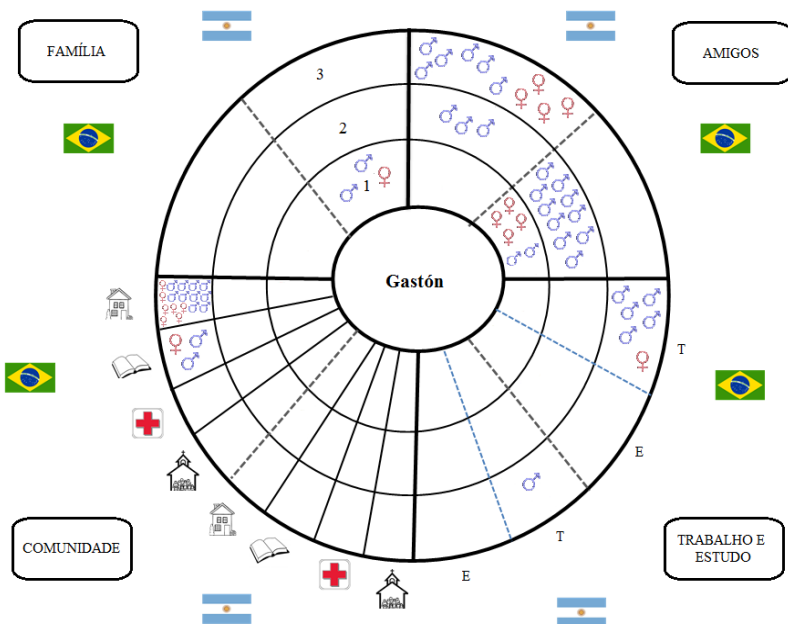 FAMÍLIA
AMIGOS
3
2
1
Gastón
T
E
T
E
COMUNIDADE
TRABALHO E
ESTUDO